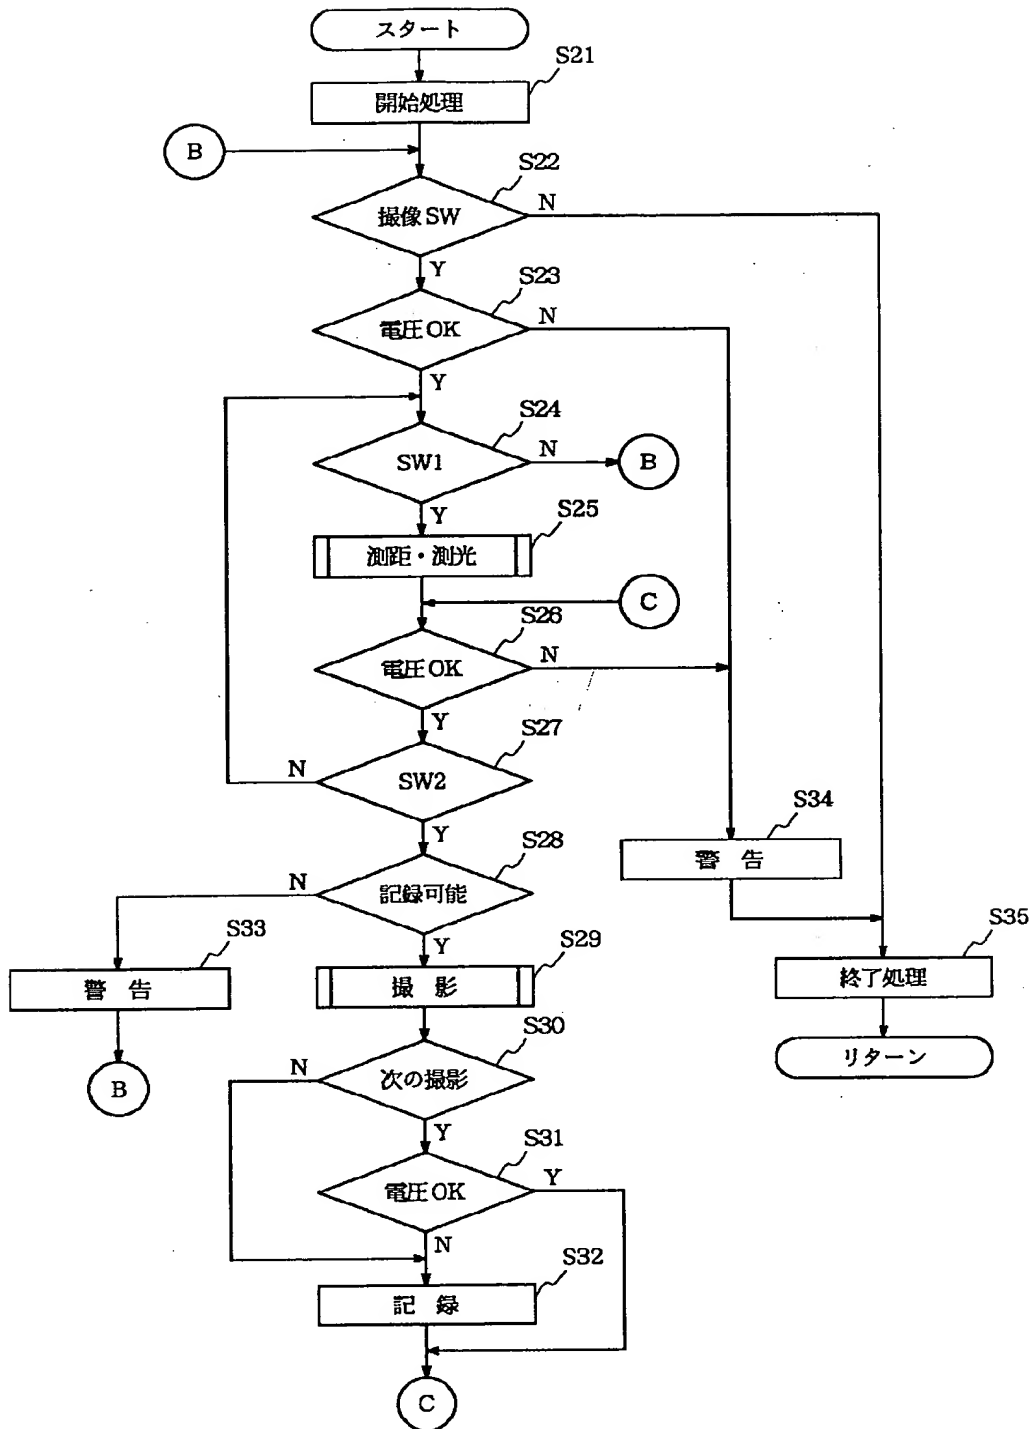 スタート
S21
開始処理
B
S22
撮像SW
N
Y
S23
電圧OK
N
Y
S24
SW1
N
B
Y
S25
測距・測光
C
S26
電圧OK
N
Y
S27
SW2
N
Y
S34
警 告
S28
記録可能
N
Y
S33
警 告
B
S29
撮 影
S35
終了処理
リターン
S30
次の撮影
N
Y
S31
電圧OK
Y
N
S32
記 録
C